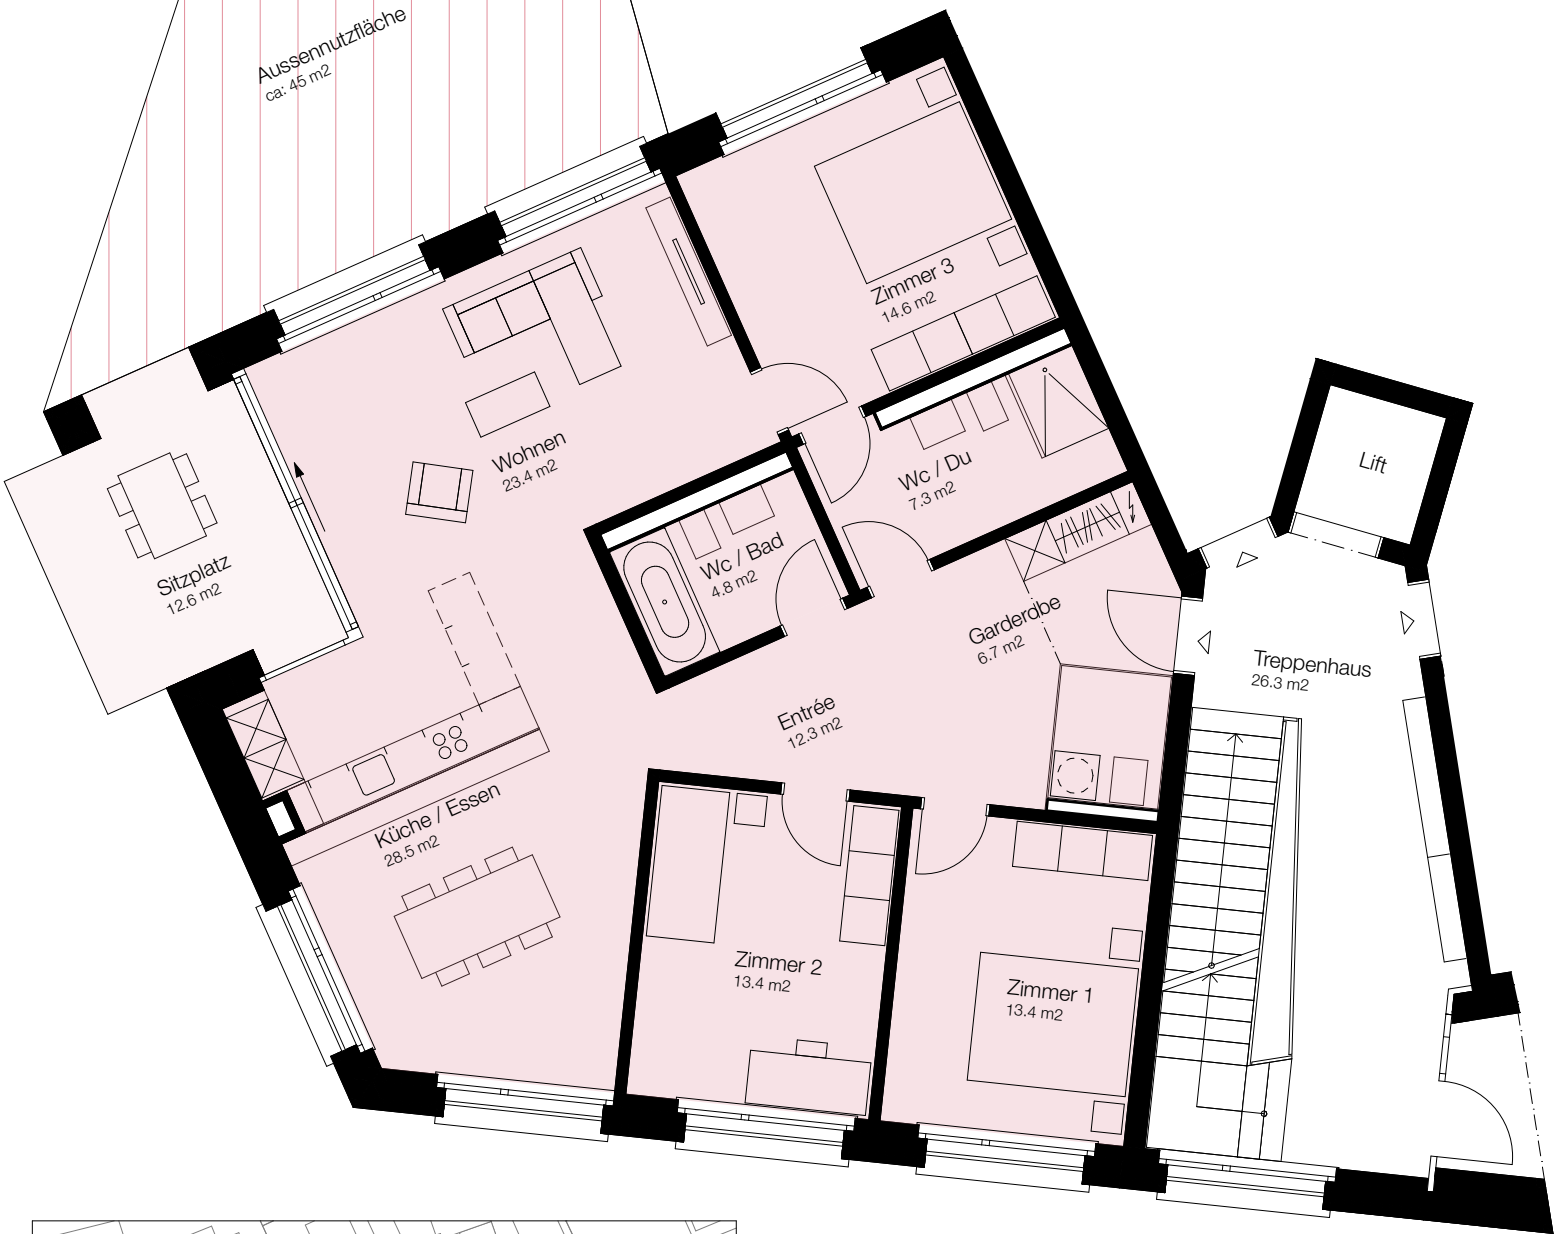 Aussennutzfläche
ca: 45 m2
Zimmer 3
14.6 m2
Wohnen
23.4 m2
Wc / Du
7.3 m2
Lift
Sitzplatz
12.6 m2
Wc / Bad
4.8 m2
Garderobe
6.7 m2
Treppenhaus
26.3 m2
Entrée
12.3 m2
Küche / Essen
28.5 m2
Zimmer 2
13.4 m2
Zimmer 1
13.4 m2